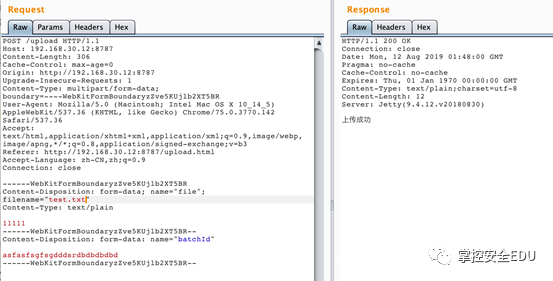 Request
Raw
Params
Headers
Hex
POST /upload HTTP/1.1
Host: 192.168.30.12:8787
Content-Length: 306
Cache-Control: max-age=0
Origin: http://192.168.30.12:8787
Upgrade-Insecure-Requests: 1
Content-Type: multipart/form-data;
boundary=----WebKitFormBoundaryzZve5KUjlb2XT5BR
User-Agent: Mozilla/5.0 (Macintosh; Intel Mac OS X 10_14_5)
AppleWebKit/537.36 (KHTML, like Gecko) Chrome/75.0.3770.142
Safari/537.36
Accept:
text/html,application/xhtml+xml,application/xml;q=0.9,image/webp,
image/apng,*/*;q=0.8,application/signed-exchange;v=b3
Referer: http://192.168.30.12:8787/upload.html
Accept-Language: zh-CN,zh;q=0.9
Connection: close
------WebKitFormBoundaryzZve5KUjlb2XT5BR
Content-Disposition: form-data; name="file";
filename="test.txt"
Content-Type: text/plain
11111
------WebKitFormBoundaryzZve5KUjlb2XT5BR--
Content-Disposition: form-data: name="batchId"
asfasfsgfsgdddsrdbdbdbdbd
------WebKitFormBoundaryzZve5KUjlb2XT5BR--
Response
Raw
Headers
Hex
HTTP/1.1 200 OK
Connection: close
Date: Mon, 12 Aug 2019 01:48:00 GMT
Pragma: no-cache
Cache-Control: no-cache
Expires: Thu, 01 Jan 1970 00:00:00 GMT
Content-Type: text/plain;charset=utf-8
Content-Length: 12
Server: Jetty(9.4.12.v20180830)
上传成功
掌控安全EDU